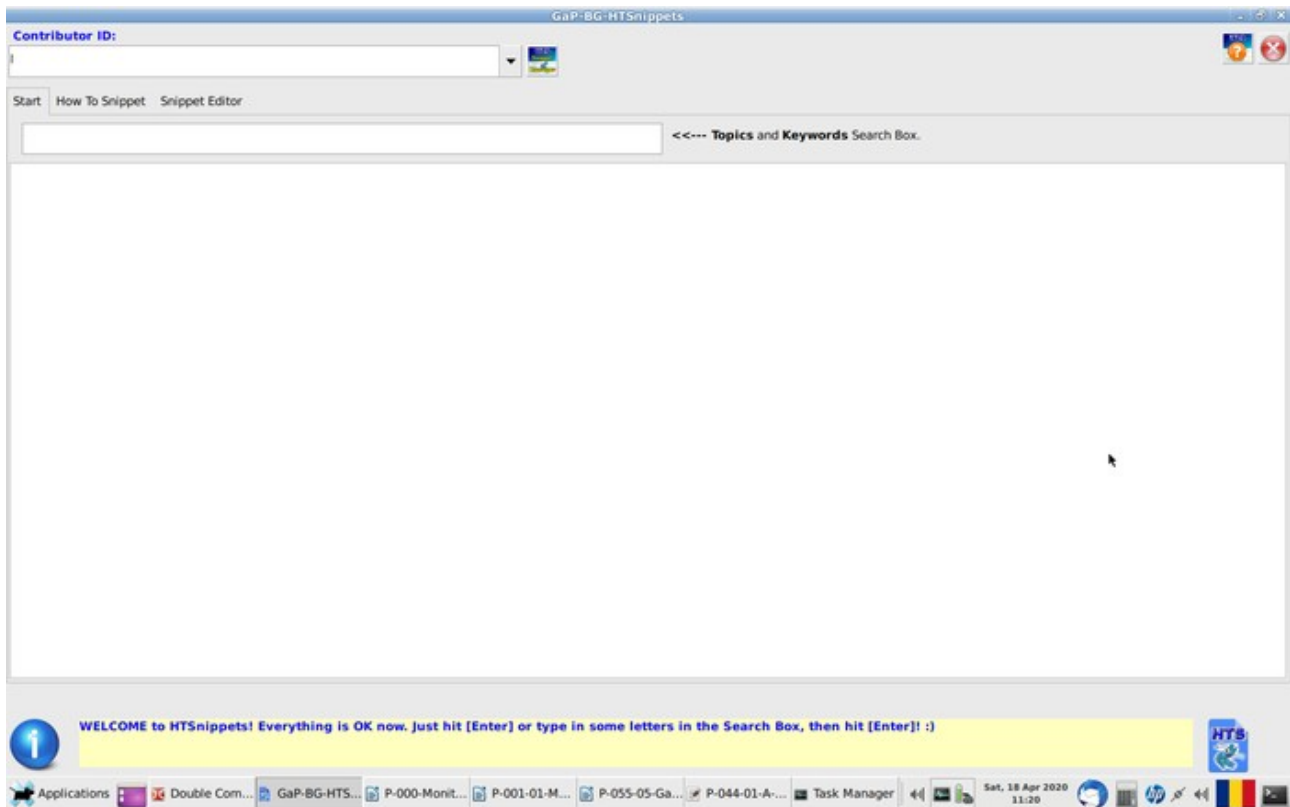 GaP-BG-HTSnippets
Contributor ID:
Start How To Snippet Snippet Editor
<<--- Topics and Keywords Search Box.
WELCOME to HTSnippets! Everything is OK now. Just hit [Enter] or type in some letters in the Search Box, then hit [Enter]! :)
HTS
Applications Double Com... GaP-BG-HTS... P-000-Monit... P-001-01-M... P-055-05-Ga... P-044-01-A-... Task Manager Sat, 18 Apr 2020
11:20
hp